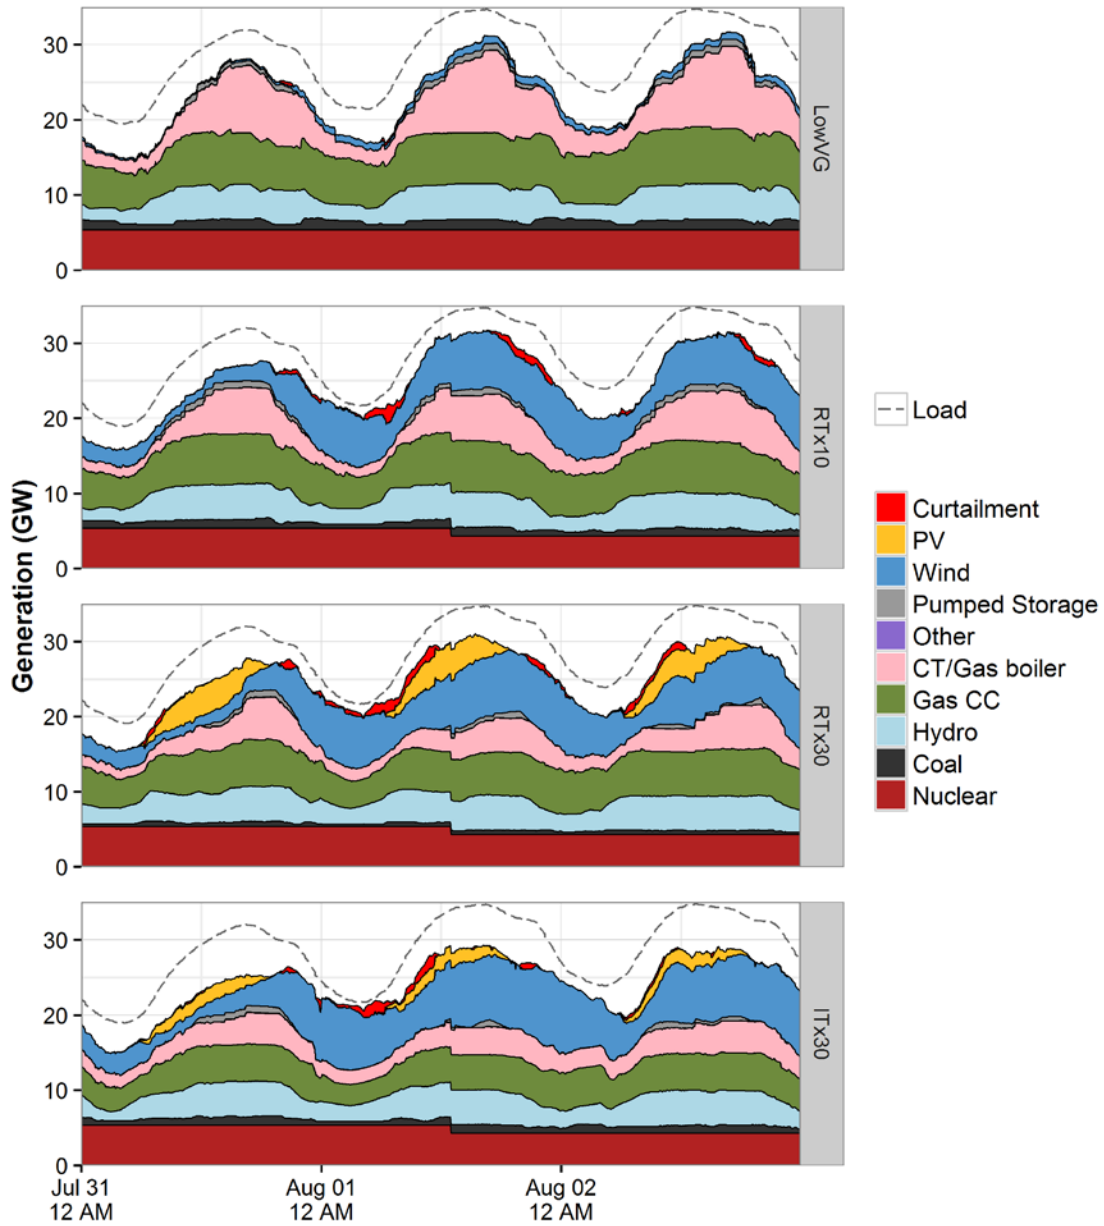 Generation (GW)
30
20
10
0
LowVG
30
20
10
0
RTx10
30
20
10
0
RTx30
30
20
10
0
ITx30
Jul 31
12 AM
Aug 01
12 AM
Aug 02
12 AM
Load
Curtailment
PV
Wind
Pumped Storage
Other
CT/Gas boiler
Gas CC
Hydro
Coal
Nuclear